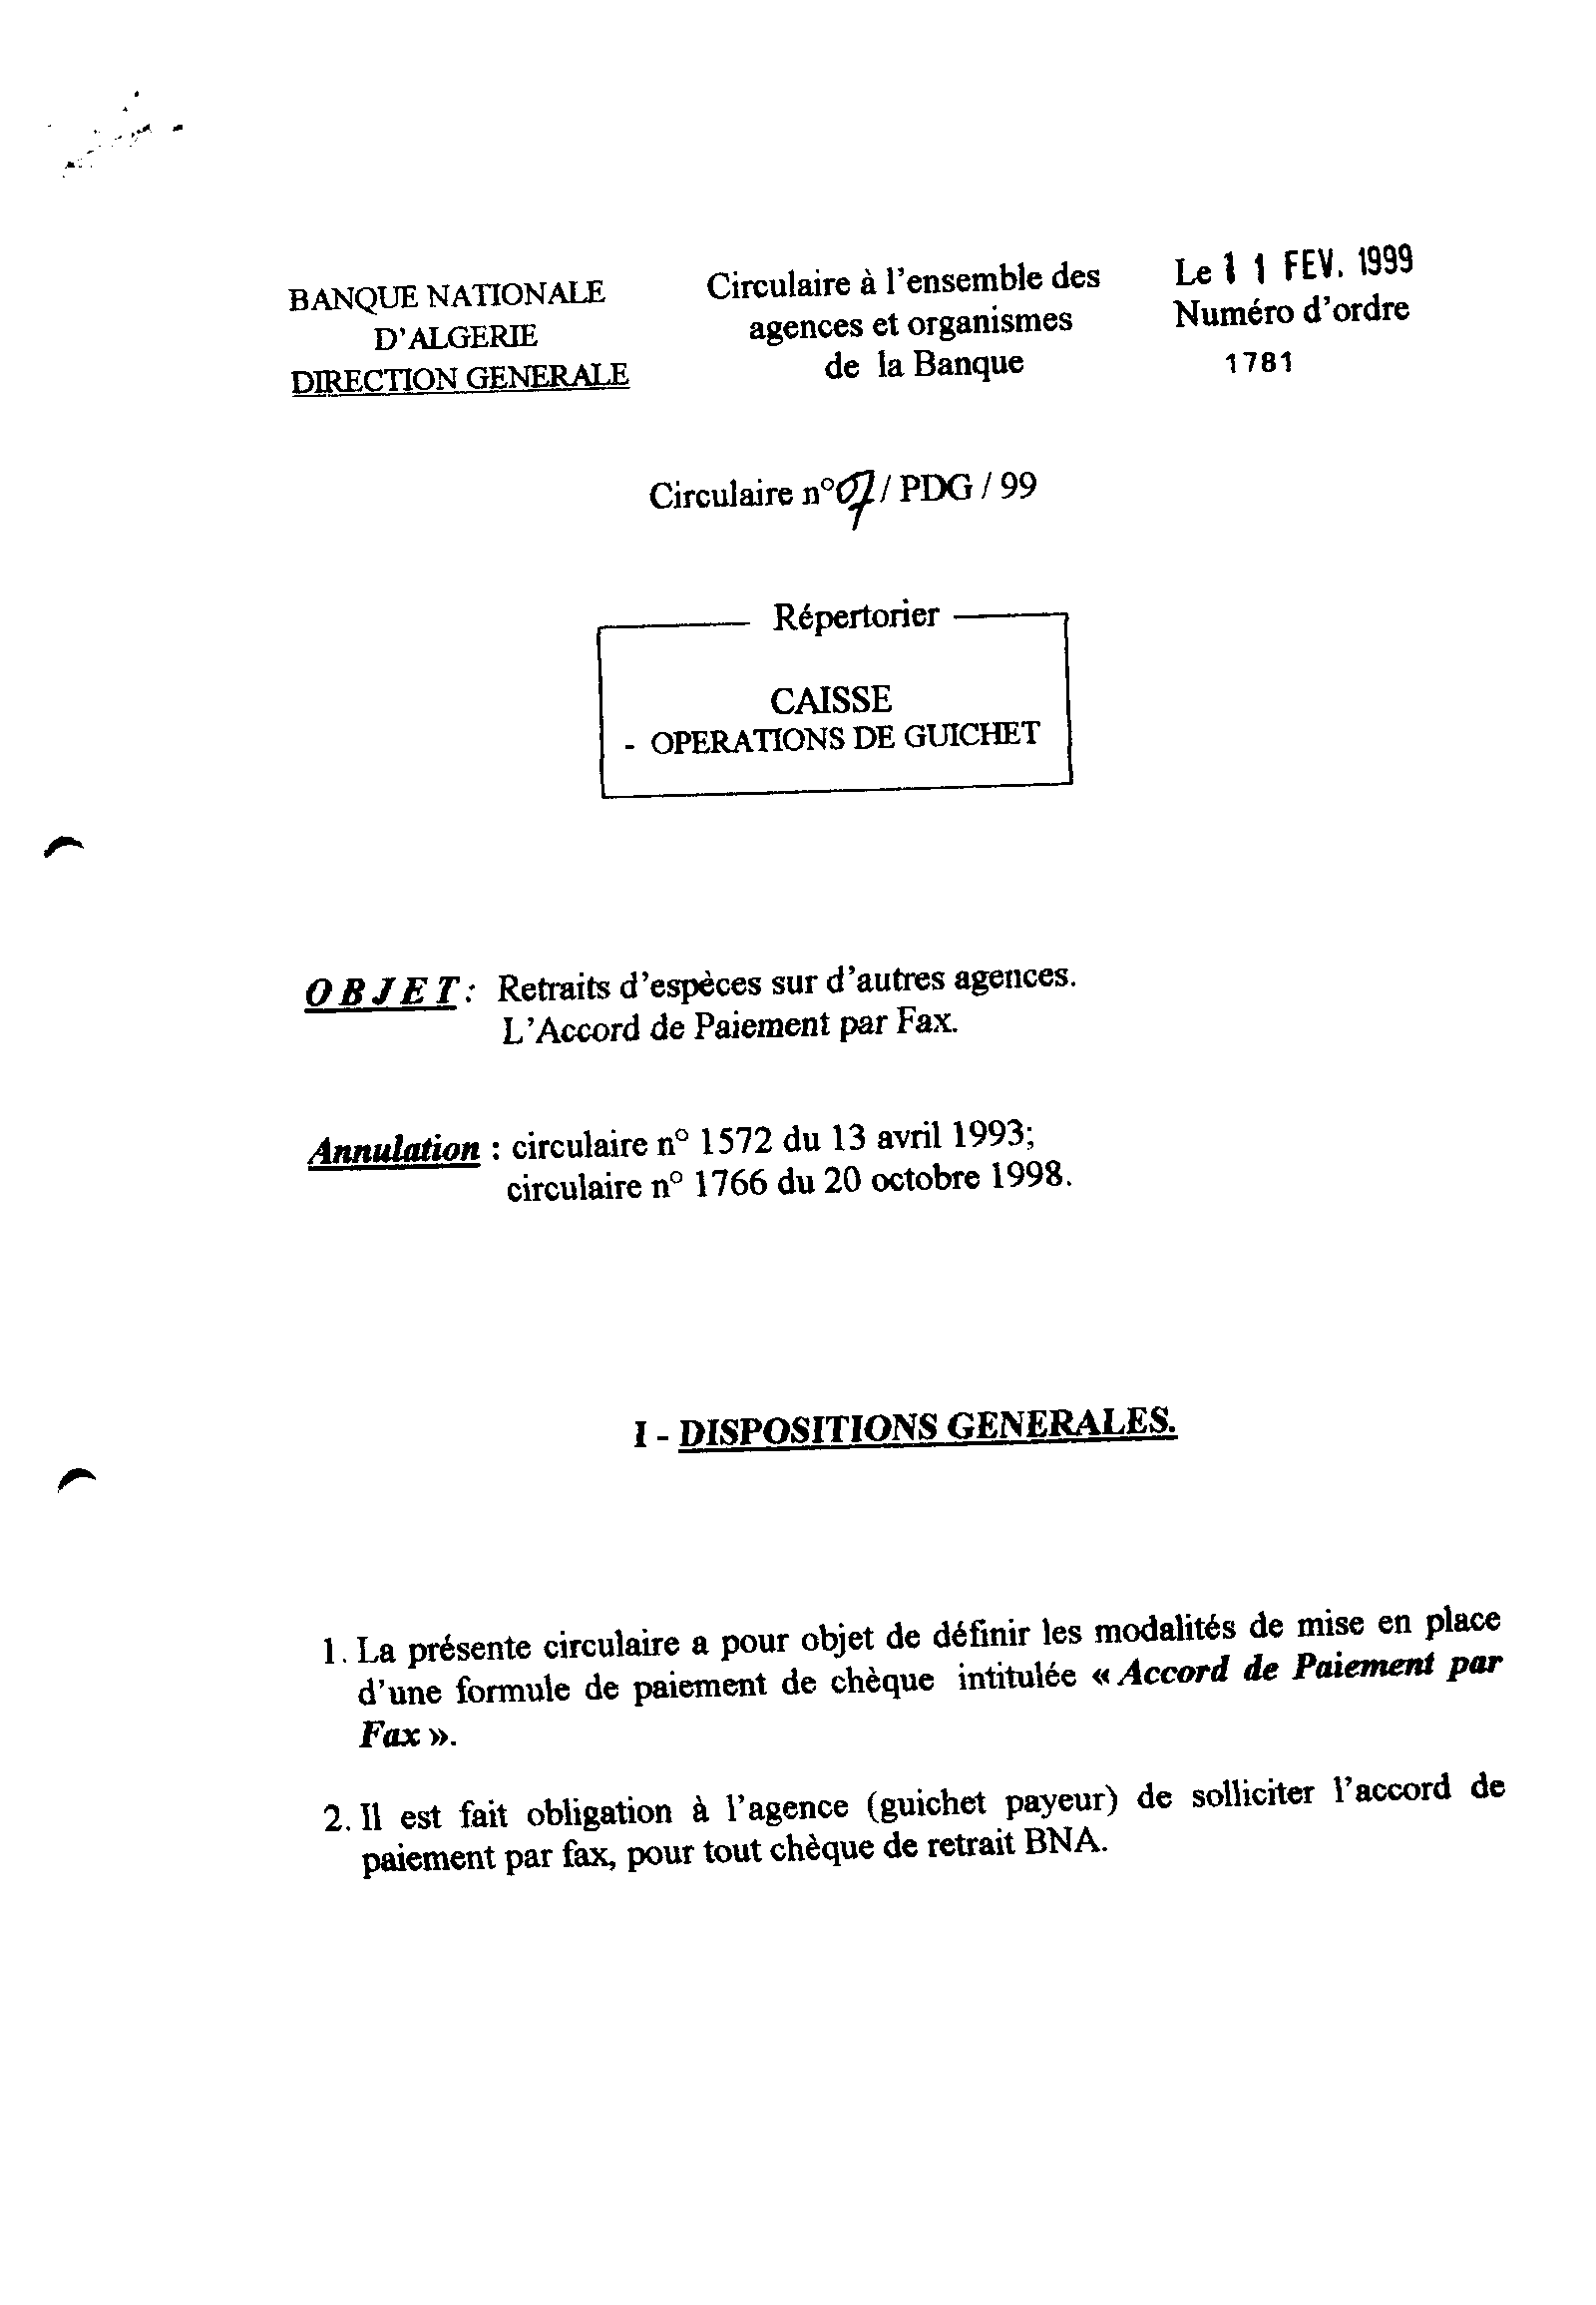 BANQUE NATIONALE
D'ALGERIE
DIRECTION GENERALE
Circulaire à l'ensemble des
agences et organismes
de la Banque
Le 11 FEV. 1999
Numéro d'ordre
1781
Circulaire n° 07 / PDG / 99
Répertorier
CAISSE
- OPERATIONS DE GUICHET
OBJET : Retraits d'espèces sur d'autres agences.
L'Accord de Paiement par Fax.
Annulation : circulaire n° 1572 du 13 avril 1993;
circulaire n° 1766 du 20 octobre 1998.
I - DISPOSITIONS GENERALES.
1. La présente circulaire a pour objet de définir les modalités de mise en place
d'une formule de paiement de chèque intitulée « Accord de Paiement par
Fax ».
2. Il est fait obligation à l'agence (guichet payeur) de solliciter l'accord de
paiement par fax, pour tout chèque de retrait BNA.